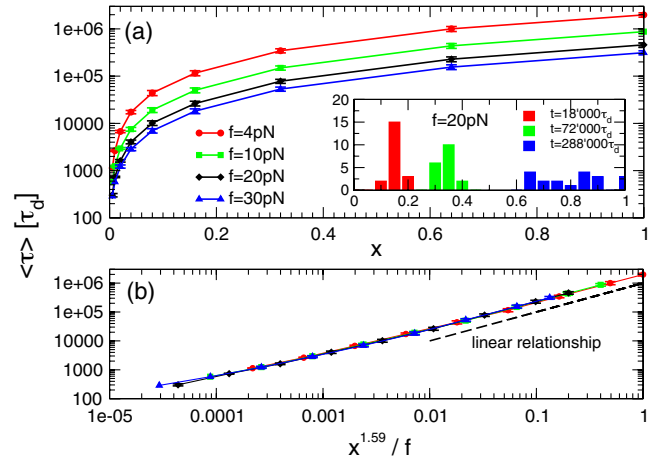 (a)
1e+06
1e+05
10000
1000
100
0 0.2 0.4 0.6 0.8 1
x
f=4pN
f=10pN
f=20pN
f=30pN
f=20pN
20
15
10
5
0
0 0.2 0.4 0.6 0.8 1
t=18'000τd
t=72'000τd
t=288'000τd
<τ> [τd]
(b)
1e+06
1e+05
10000
1000
100
1e-05 0.0001 0.001 0.01 0.1 1
linear relationship
x^1.59 / f